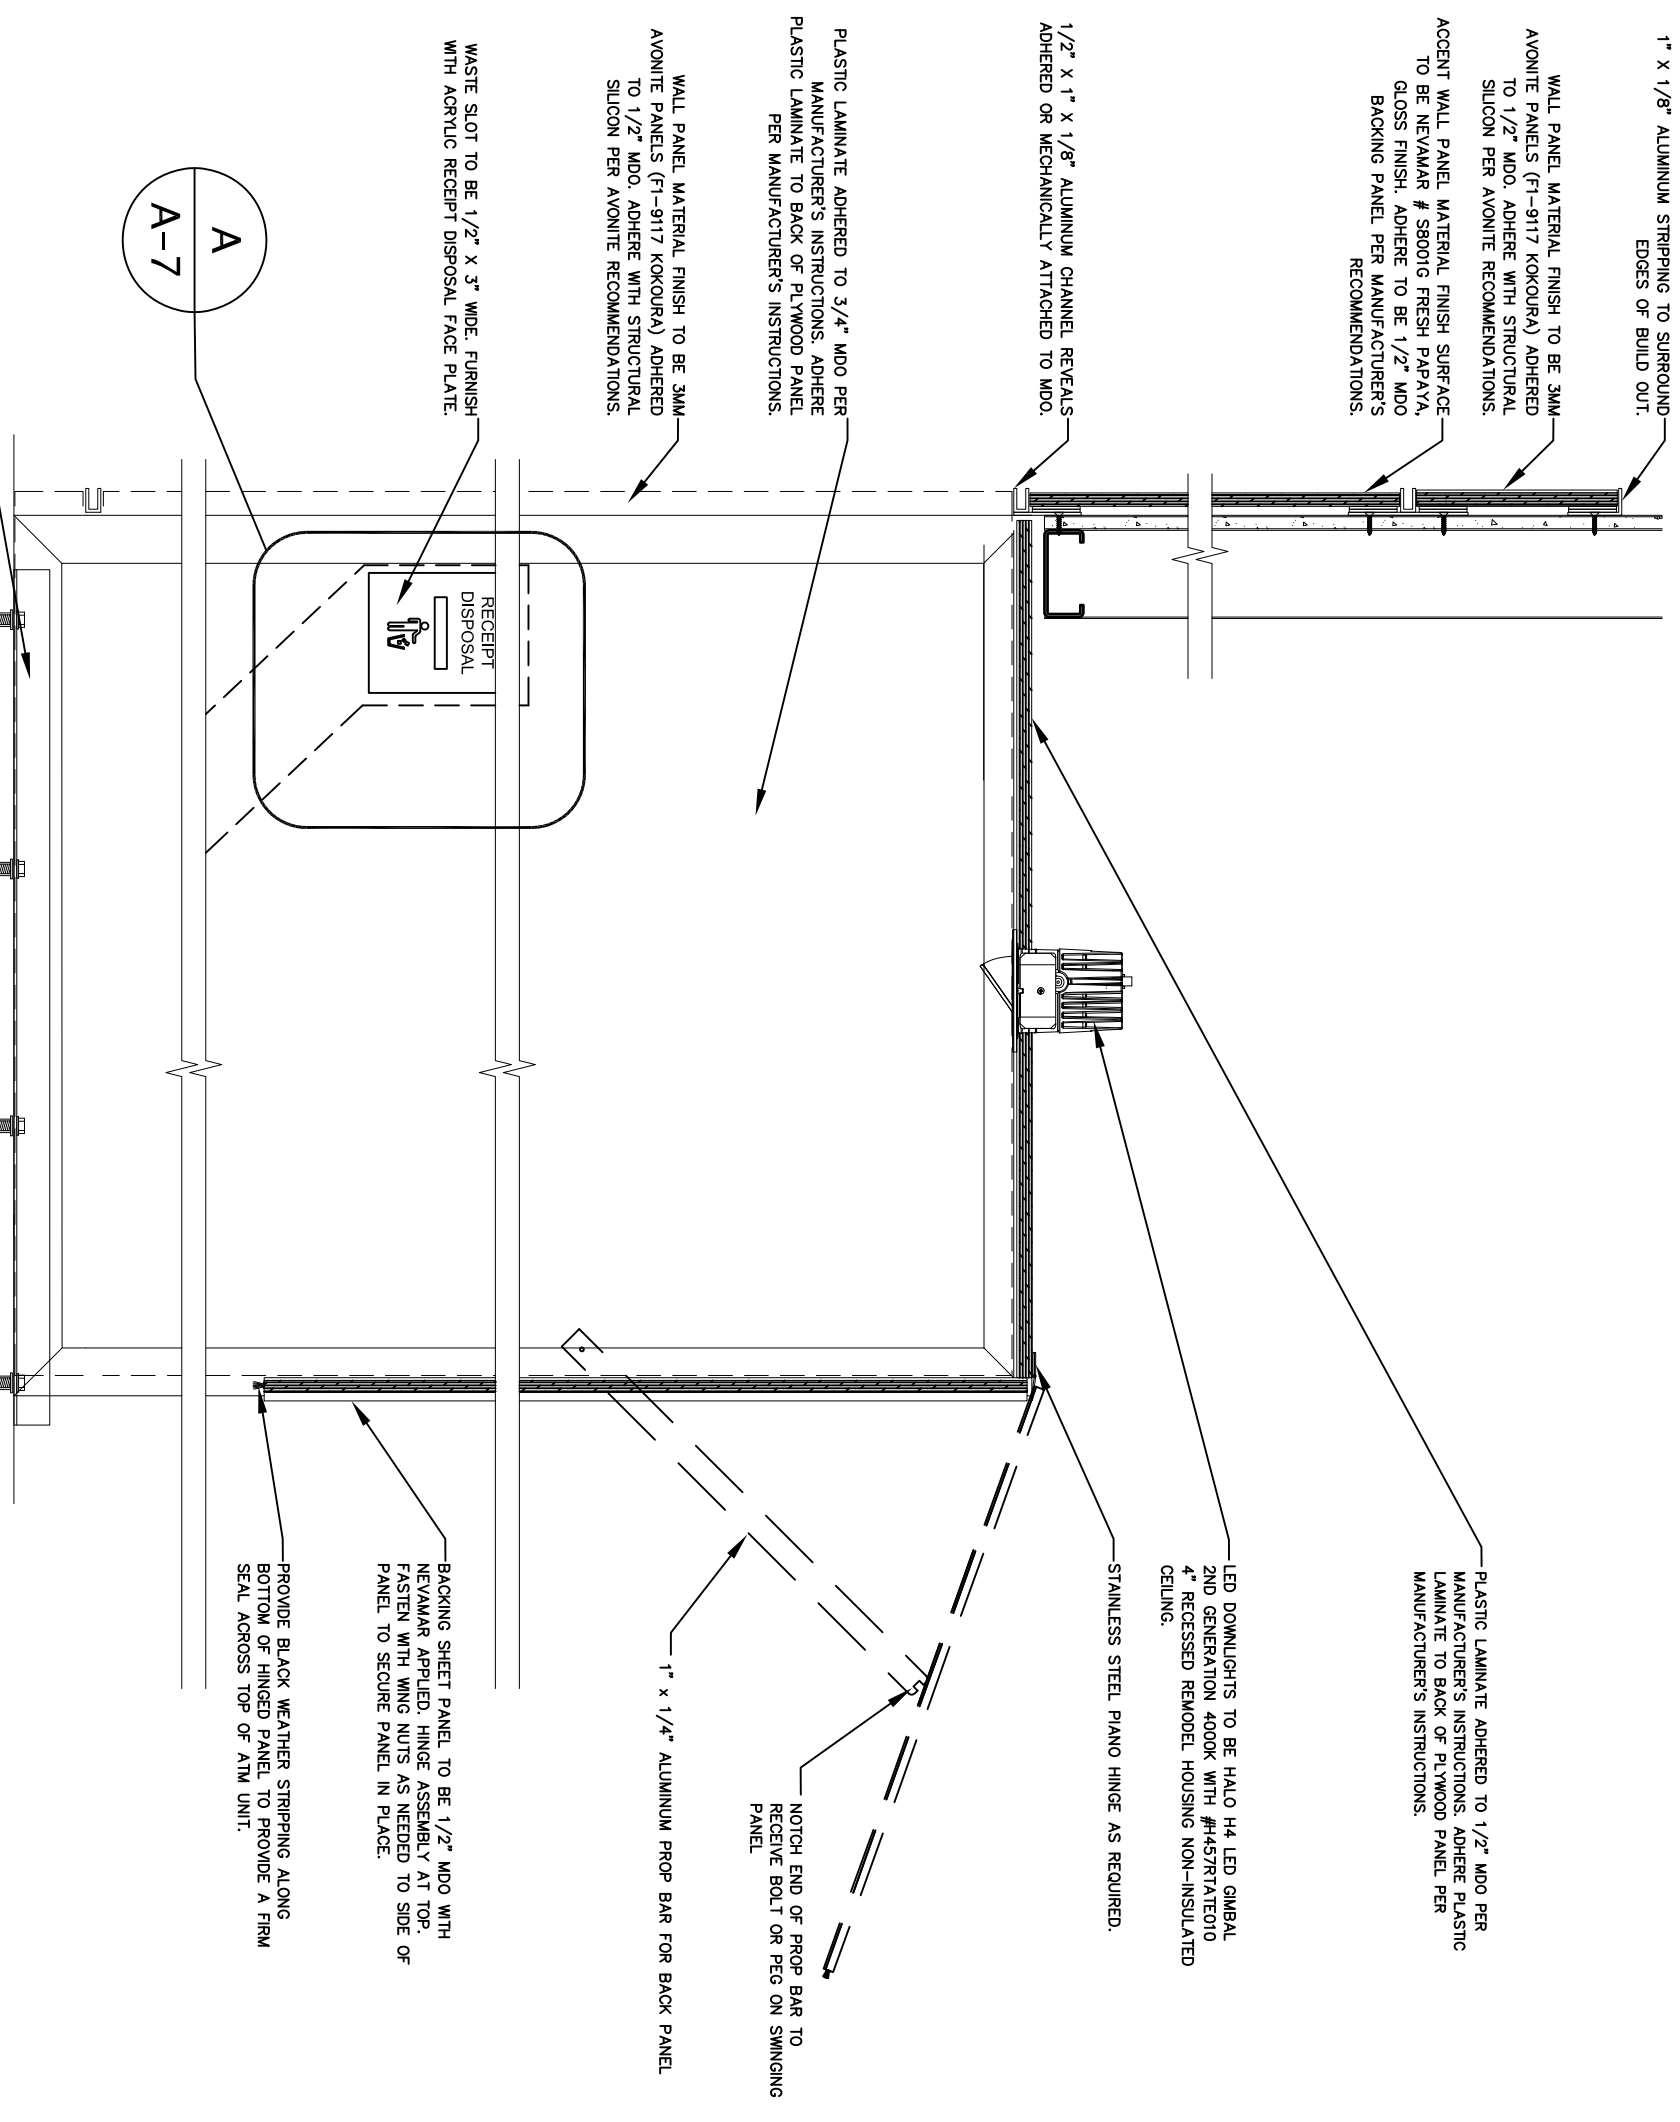 1" X 1/8" ALUMINUM STRIPPING TO SURROUND
EDGES OF BUILD OUT.
WALL PANEL MATERIAL FINISH TO BE 3MM
AVONITE PANELS (F1-9117 KOKOURA) ADHERED
TO 1/2" MDO. ADHERE WITH STUCTURAL
SILICON PER AVONITE RECOMMENDATIONS.
ACCENT WALL PANEL MATERIAL FINISH SURFACE
TO BE NEVAMAR # S8001G FRESH PAPAYA,
GLOSS FINISH. ADHERE TO BE 1/2" MDO
BACKING PANEL PER MANUFACTURER'S
RECOMMENDATIONS.
1/2" X 1" X 1/8" ALUMINUM CHANNEL REVEALS
ADHERED OR MECHANICALLY ATTACHED TO MDO.
PLASTIC LAMINATE ADHERED TO 3/4" MDO PER
MANUFACTURER'S INSTRUCTIONS. ADHERE
PLASTIC LAMINATE TO BACK OF PLYWOOD PANEL
PER MANUFACTURER'S INSTRUCTIONS.
WALL PANEL MATERIAL FINISH TO BE 3MM
AVONITE PANELS (F1-9117 KOKOURA) ADHERED
TO 1/2" MDO. ADHERE WITH STRUCTURAL
SILICON PER AVONITE RECOMMENDATIONS.
WASTE SLOT TO BE 1/2" X 3" WIDE. FURNISH
WITH ACRYLIC RECEIPT DISPOSAL FACE PLATE.
A
A-7
RECEIPT
DISPOSAL
PLASTIC LAMINATE ADHERED TO 1/2" MDO PER
MANUFACTURER'S INSTRUCTIONS. ADHERE PLASTIC
LAMINATE TO BACK OF PLYWOOD PANEL PER
MANUFACTURER'S INSTRUCTIONS.
LED DOWNLIGHTS TO BE HALO H4 LED GIMBAL
2ND GENERATION 4000K WITH #H457RTATE010
4" RECESSED REMODEL HOUSING NON-INSULATED
CEILING.
STAINLESS STEEL PIANO HINGE AS REQUIRED.
NOTCH END OF PROP BAR TO
RECEIVE BOLT OR PEG ON SWINGING
PANEL
1" x 1/4" ALUMINUM PROP BAR FOR BACK PANEL
BACKING SHEET PANEL TO BE 1/2" MDO WITH
NEVAMAR APPLIED. HINGE ASSEMBLY AT TOP.
FASTEN WITH WING NUTS AS NEEDED TO SIDE OF
PANEL TO SECURE PANEL IN PLACE.
PROVIDE BLACK WEATHER STRIPPING ALONG
BOTTOM OF HINGED PANEL TO PROVIDE A FIRM
SEAL ACROSS TOP OF ATM UNIT.